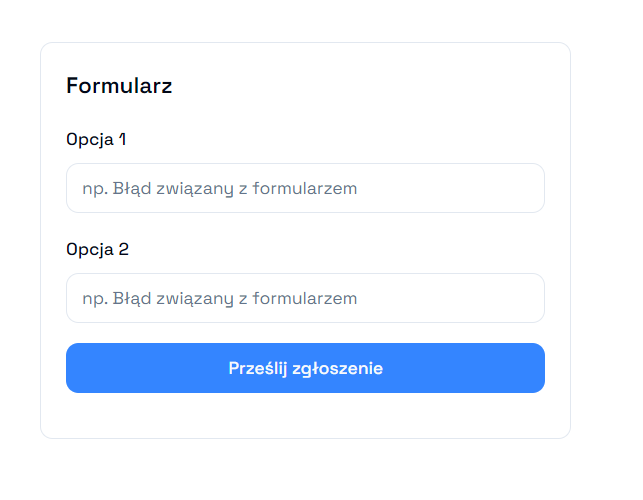 Formularz
Opcja 1
np. Błąd związany z formularzem
Opcja 2
np. Błąd związany z formularzem
Prześlij zgłoszenie